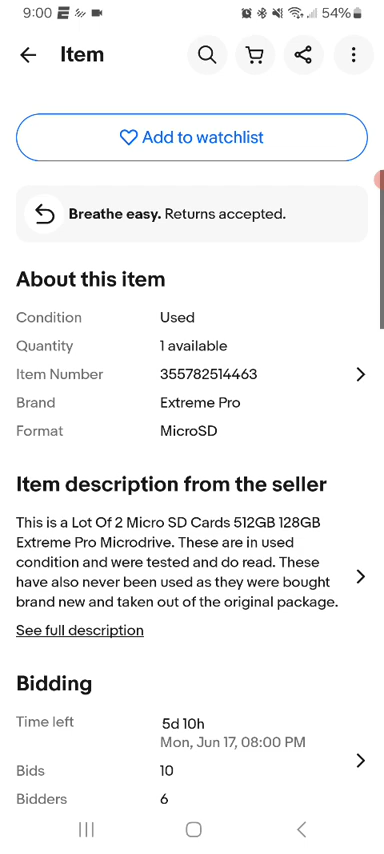 9:00 54%
Item
Add to watchlist
Breathe easy. Returns accepted.
About this item
Condition Used
Quantity 1 available
Item Number 355782514463
Brand Extreme Pro
Format MicroSD
Item description from the seller
This is a Lot Of 2 Micro SD Cards 512GB 128GB
Extreme Pro Microdrive. These are in used
condition and were tested and do read. These
have also never been used as they were bought
brand new and taken out of the original package.
See full description
Bidding
Time left 5d 10h
Mon, Jun 17, 08:00 PM
Bids 10
Bidders 6